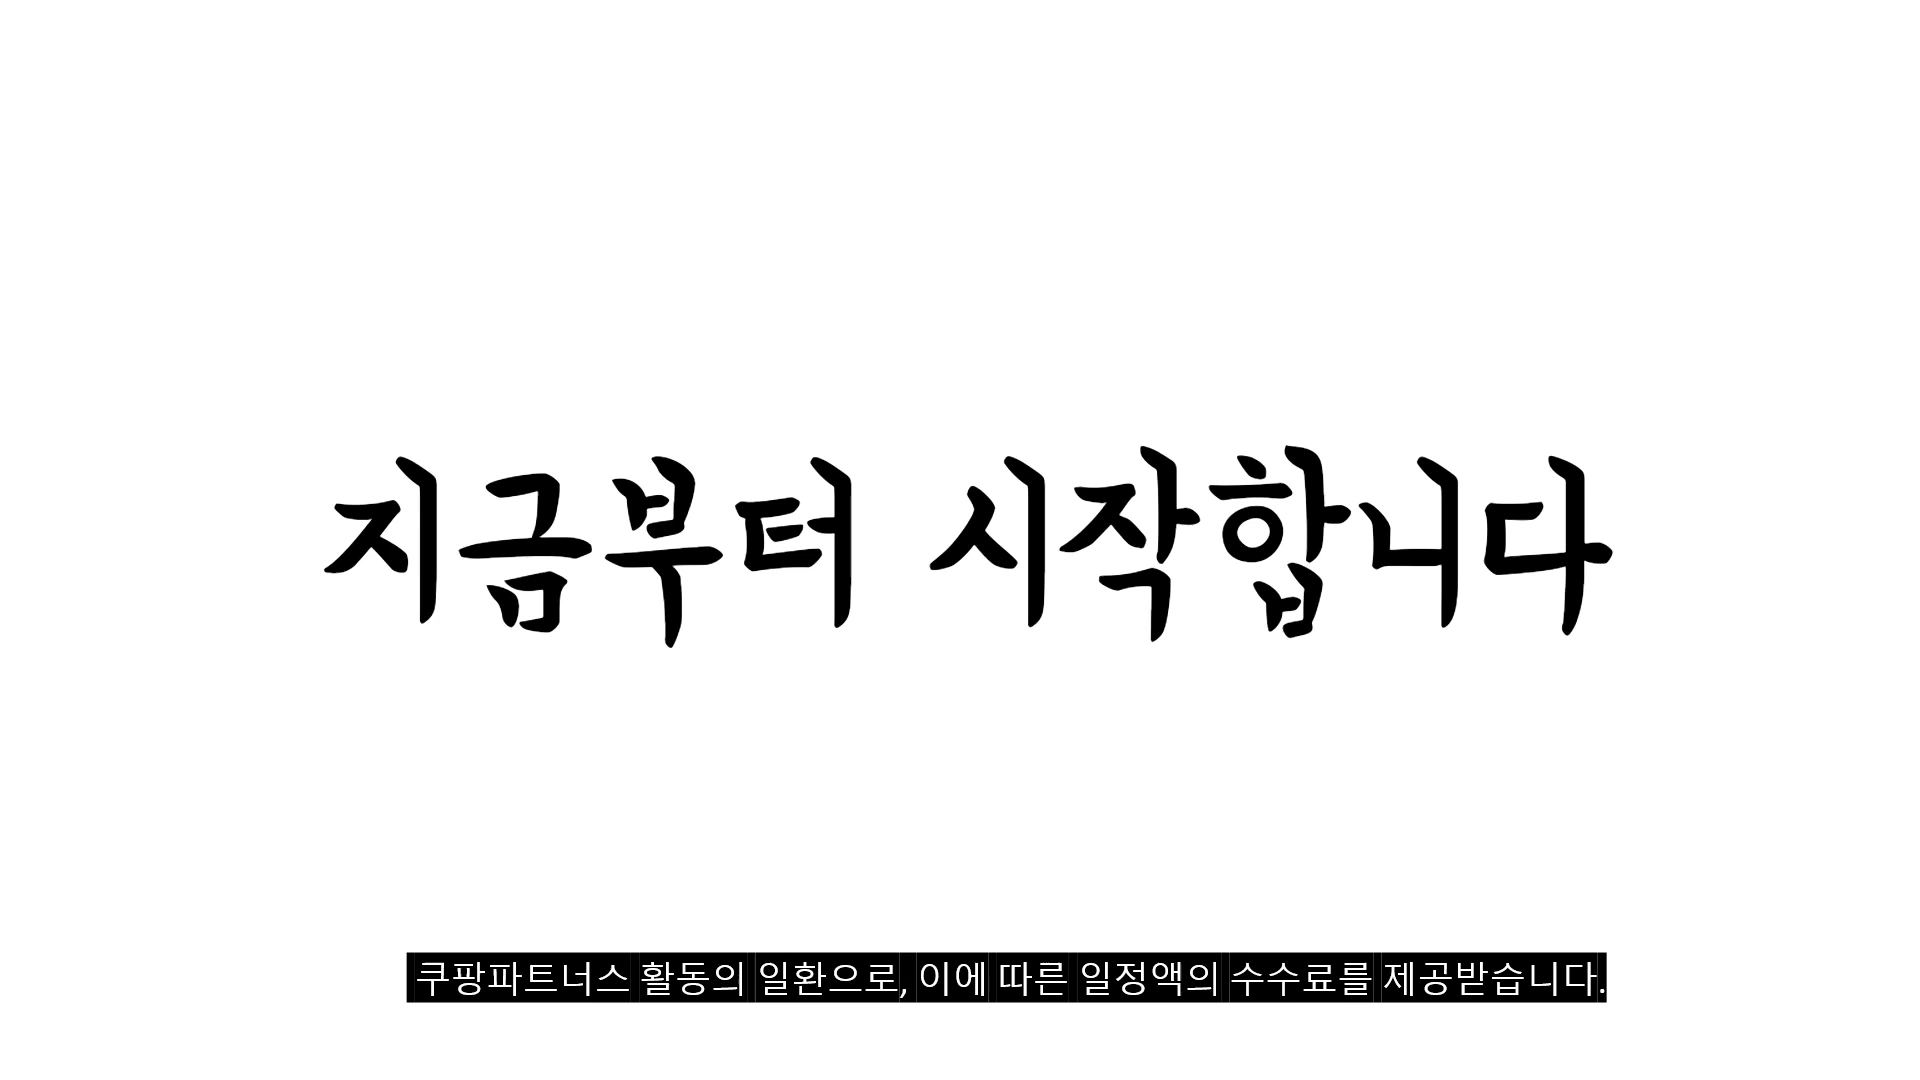 지금부터 시작합니다
쿠팡파트너스 활동의 일환으로, 이에 따른 일정액의 수수료를 제공받습니다.